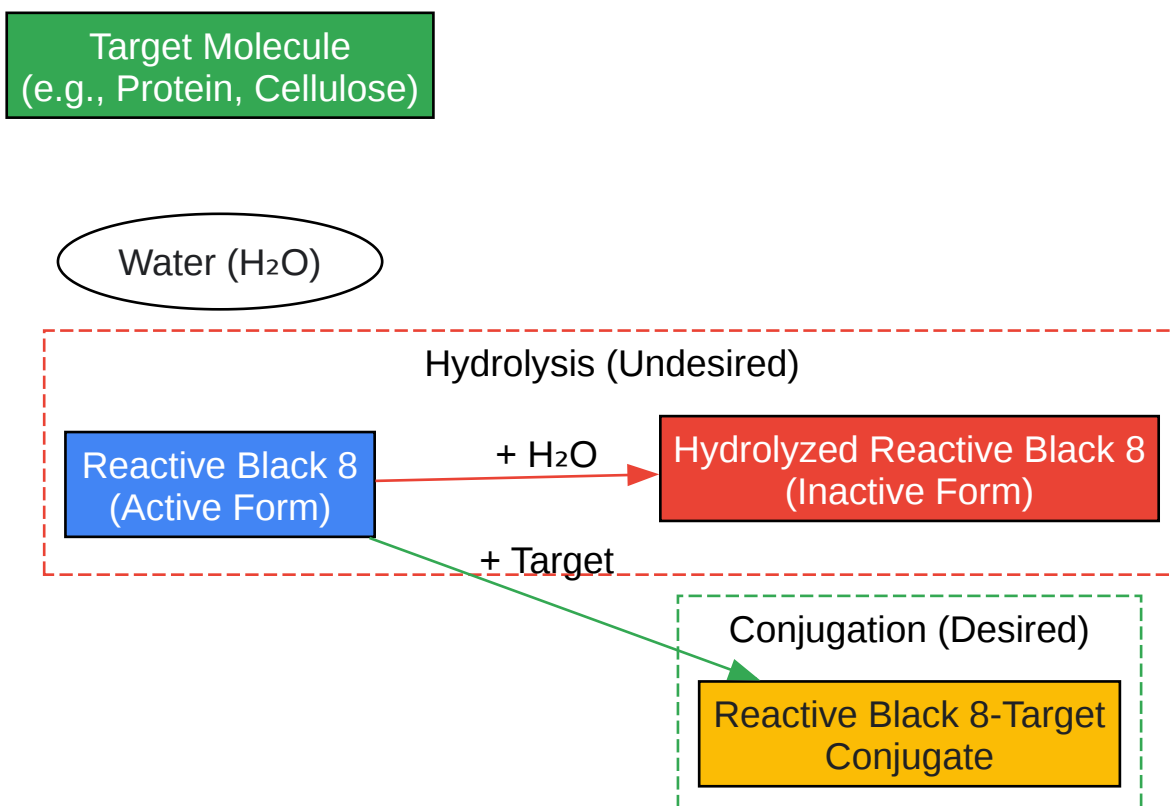 Target Molecule
(e.g., Protein, Cellulose)
Water (H₂O)
Hydrolysis (Undesired)
Reactive Black 8
(Active Form)
+ H₂O
Hydrolyzed Reactive Black 8
(Inactive Form)
+ Target
Conjugation (Desired)
Reactive Black 8-Target
Conjugate